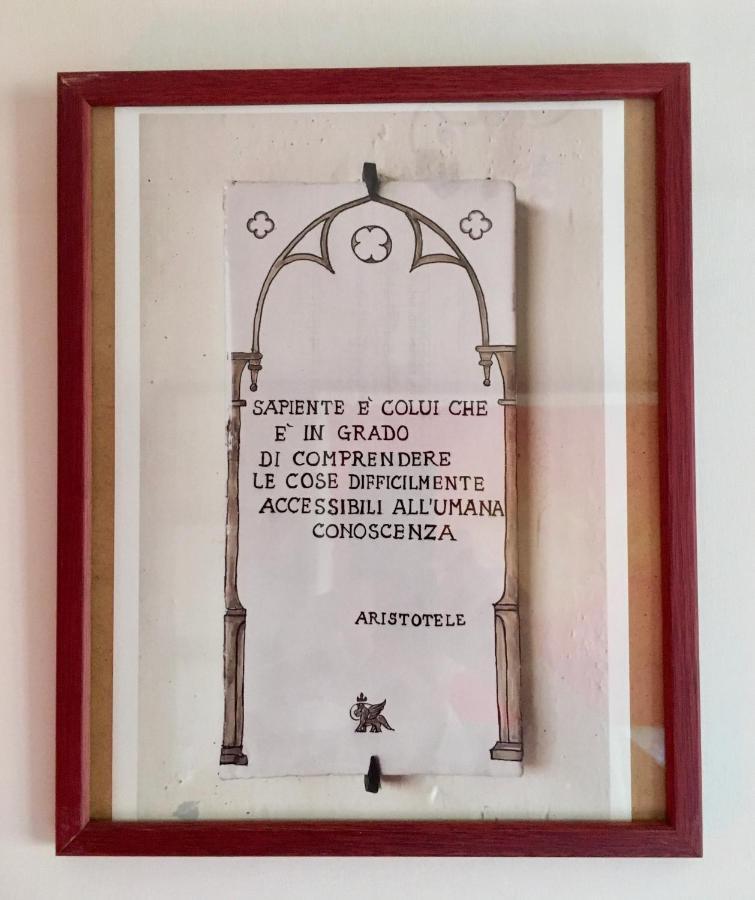 SAPIENTE E` COLUI CHE
E` IN GRADO
DI COMPRENDERE
LE COSE DIFFICILMENTE
ACCESSIBILI ALL'UMANA
CONOSCENZA
ARISTOTELE